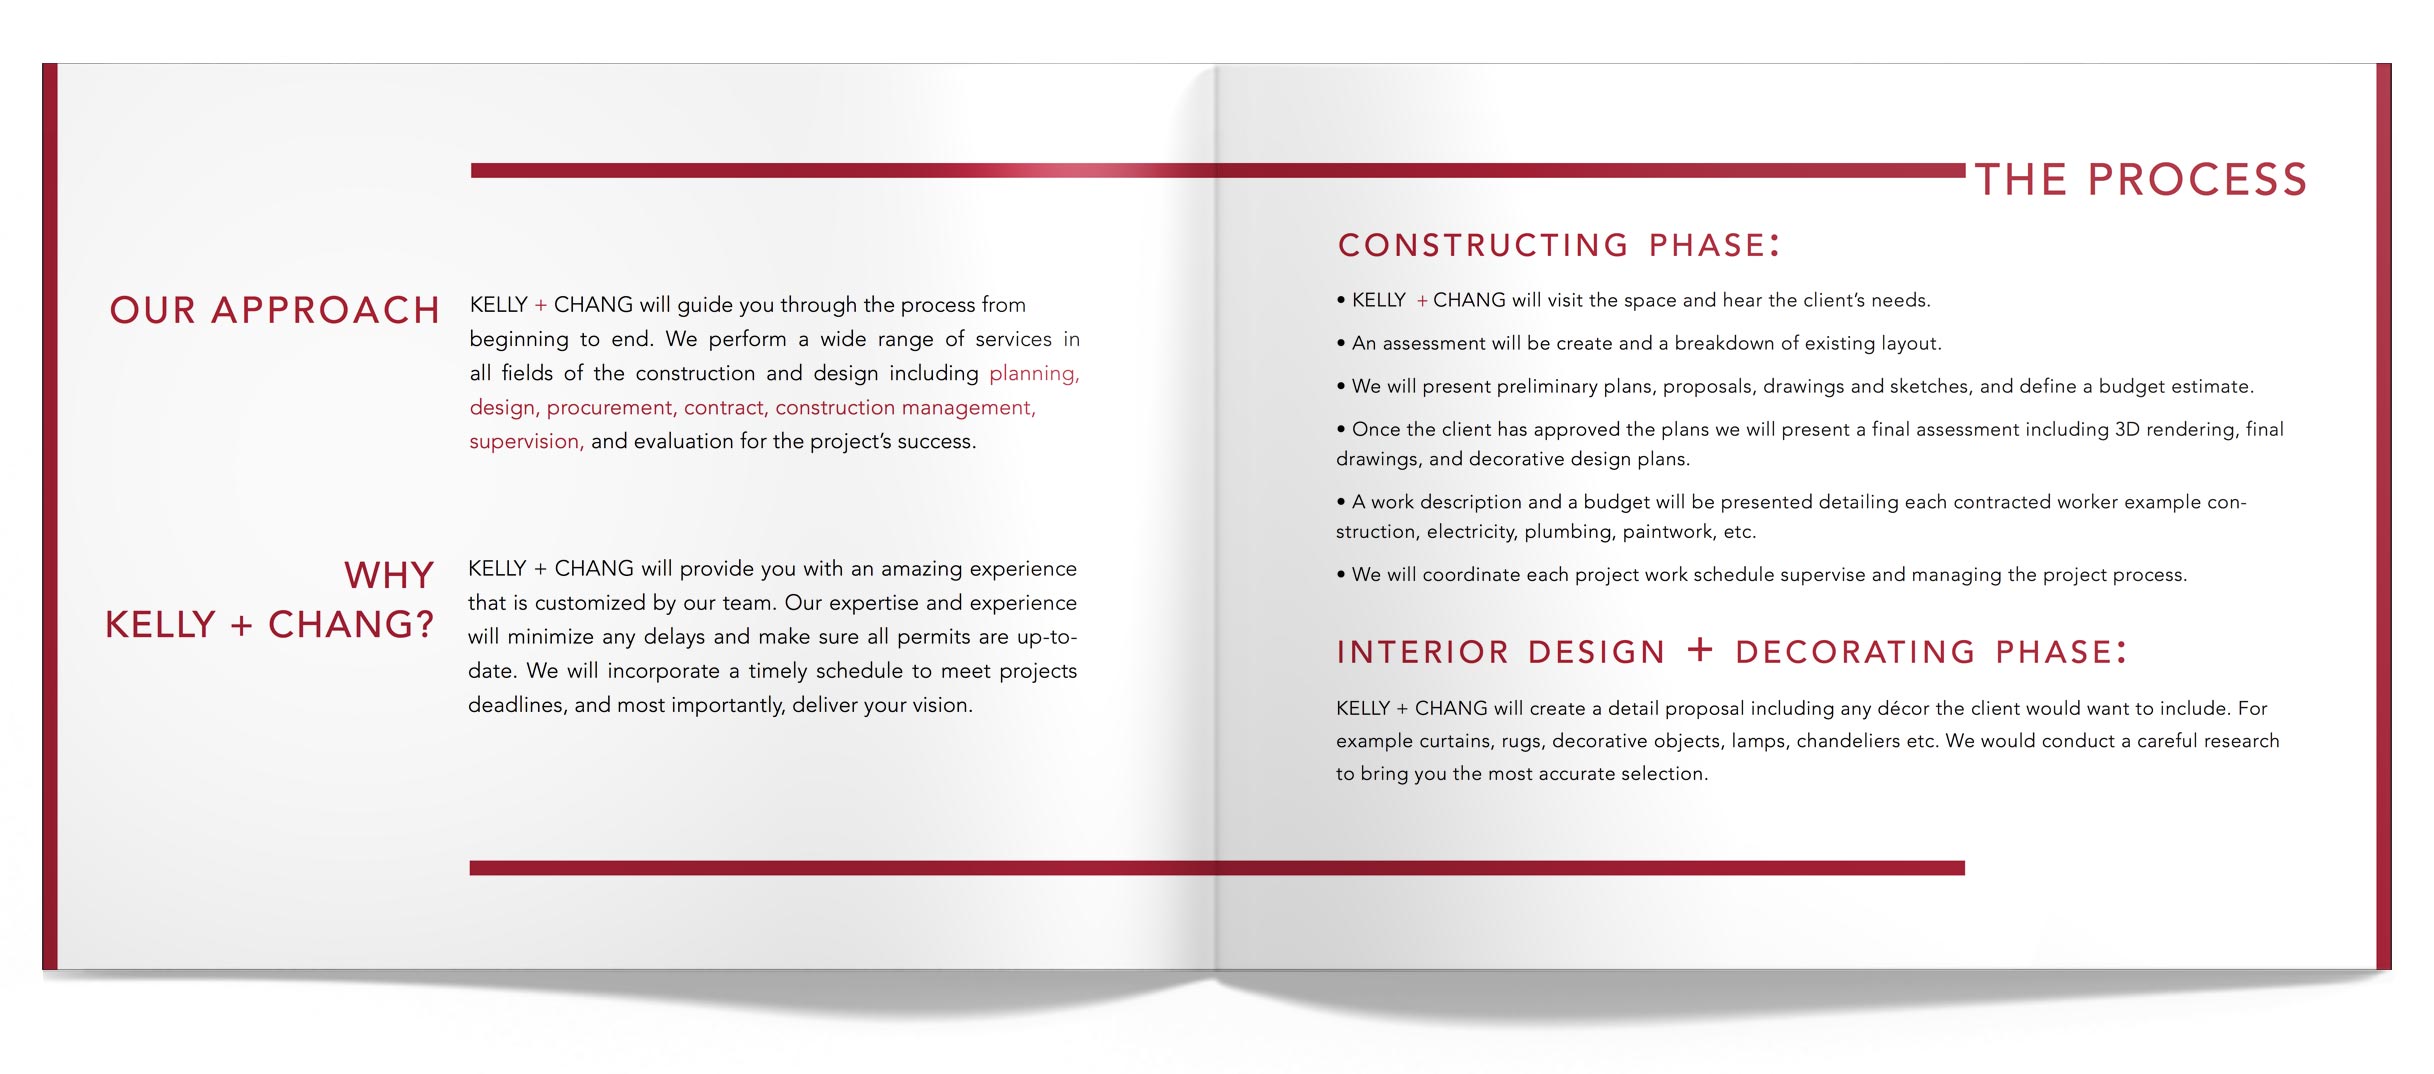 OUR APPROACH
KELLY + CHANG will guide you through the process from
beginning to end. We perform a wide range of services in
all fields of the construction and design including planning,
design, procurement, contract, construction management,
supervision, and evaluation for the project's success.
WHY
KELLY + CHANG?
KELLY + CHANG will provide you with an amazing experience
that is customized by our team. Our expertise and experience
will minimize any delays and make sure all permits are up-to-
date. We will incorporate a timely schedule to meet projects
deadlines, and most importantly, deliver your vision.
THE PROCESS
CONSTRUCTING PHASE:
• KELLY + CHANG will visit the space and hear the client's needs.
• An assessment will be create and a breakdown of existing layout.
• We will present preliminary plans, proposals, drawings and sketches, and define a budget estimate.
• Once the client has approved the plans we will present a final assessment including 3D rendering, final
drawings, and decorative design plans.
• A work description and a budget will be presented detailing each contracted worker example con-
struction, electricity, plumbing, paintwork, etc.
• We will coordinate each project work schedule supervise and managing the project process.
INTERIOR DESIGN + DECORATING PHASE:
KELLY + CHANG will create a detail proposal including any décor the client would want to include. For
example curtains, rugs, decorative objects, lamps, chandeliers etc. We would conduct a careful research
to bring you the most accurate selection.